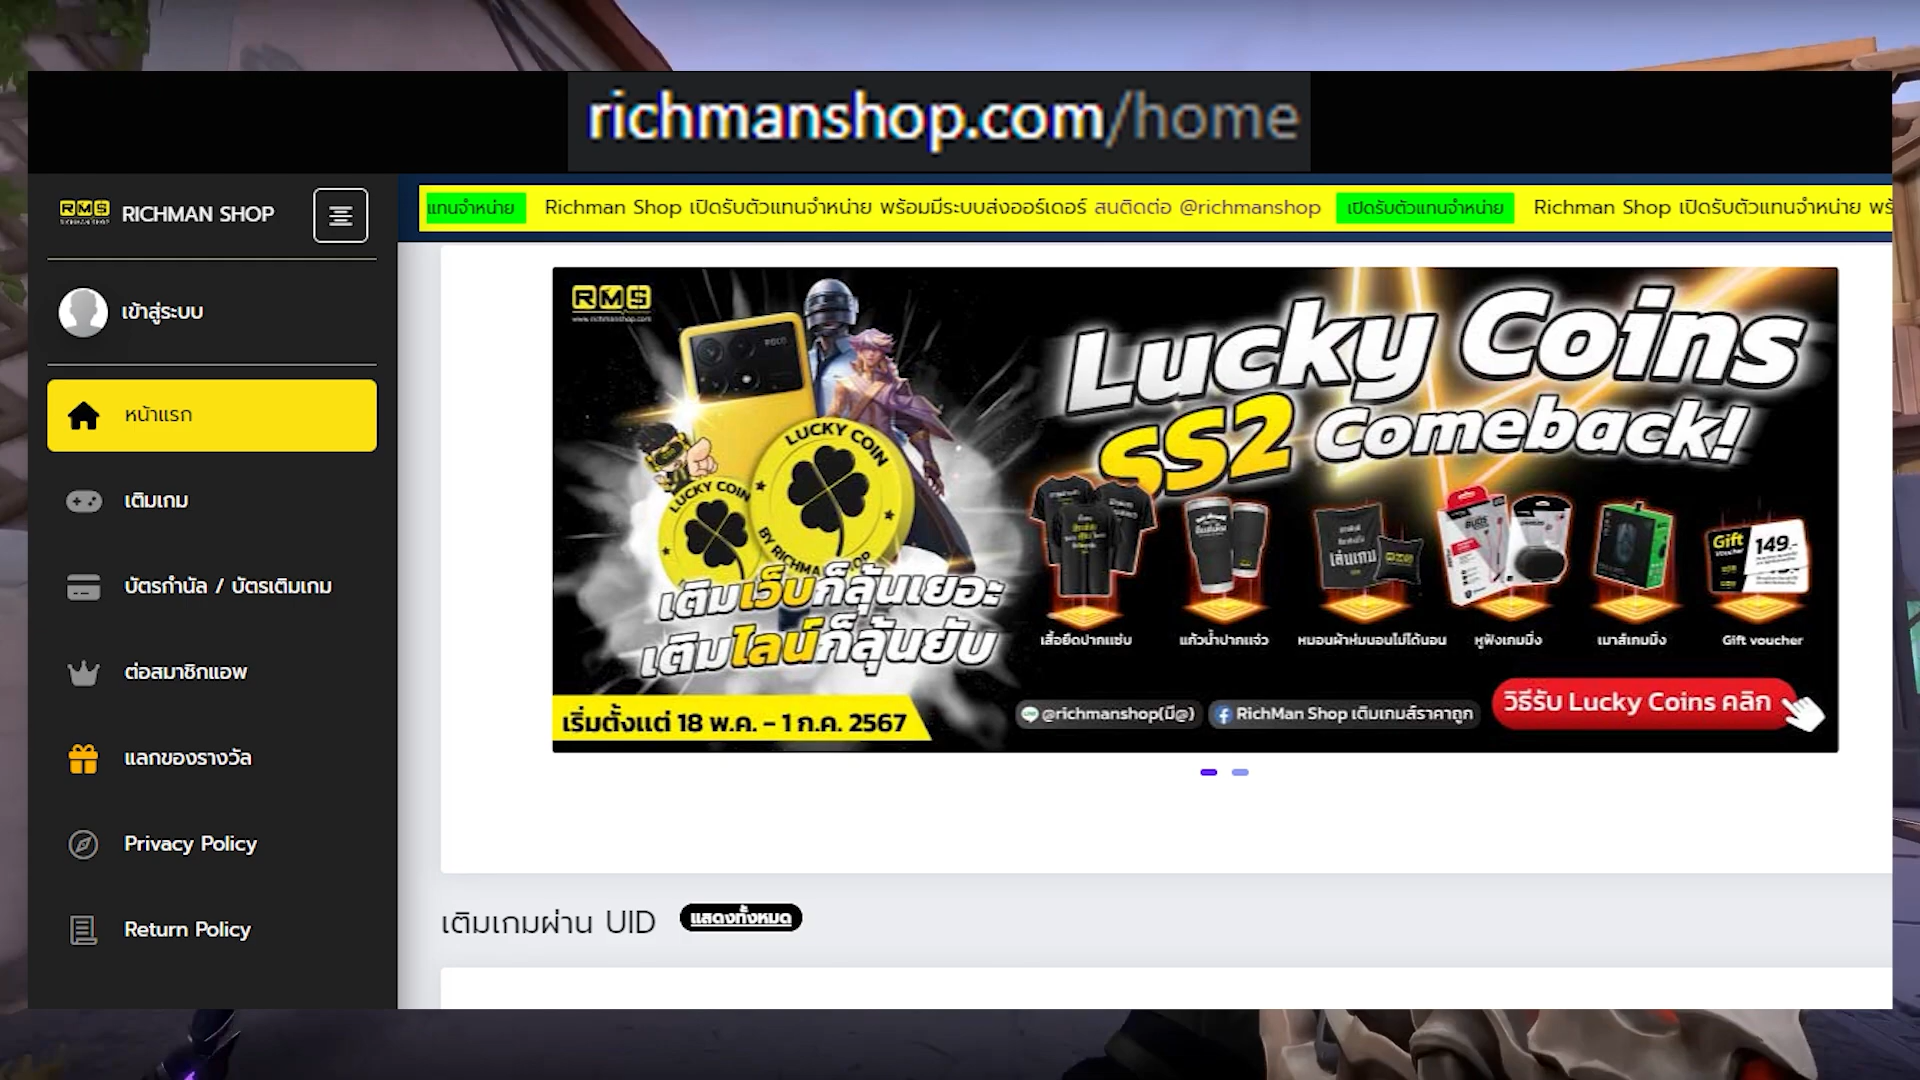 richmanshop.com/home
RMS
RICHMAN SHOP
RICHMAN SHOP
แทนจำหน่าย
Richman Shop เปิดรับตัวแทนจำหน่าย พร้อมมีระบบส่งออร์เดอร์ สนติดต่อ @richmanshop
เปิดรับตัวแทนจำหน่าย
Richman Shop เปิดรับตัวแทนจำหน่าย
เข้าสู่ระบบ
หน้าแรก
เติมเกม
บัตรกำนัล / บัตรเติมเกม
ต่อสมาชิกแอพ
แลกของรางวัล
Privacy Policy
Return Policy
RMS
www.richmanshop.com
POCO
Lucky Coins
SS2 Comeback!
LUCKY COIN
LUCKY COIN
BY RICHMAN SHOP
เติมเว็บก็ลุ้นเยอะ
เติมไลน์ก็ลุ้นยับ
เล่นเกม
Gift
Voucher
149.-
เสื้อยืดปากแซ่บ
แก้วน้ำปากแจ๋ว
หมอนผ้าห่มนอนไม่ได้นอน
หูฟังเกมมิ่ง
เมาส์เกมมิ่ง
Gift voucher
เริ่มตั้งแต่ 18 พ.ค. - 1 ก.ค. 2567
@richmanshop(มี@)
RichMan Shop เติมเกมส์ราคาถูก
วิธีรับ Lucky Coins คลิก
เติมเกมผ่าน UID
แสดงทั้งหมด